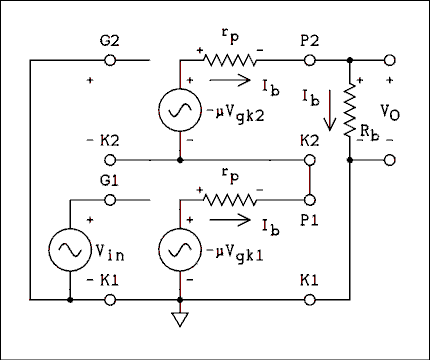 G2 rp P2
+ + - + +
Ib Ib VO
-μVgk2 Rb
- K2 - K2 - -
G1 rp
+ + + - P1
Ib
Vin -μVgk1
- K1 - K1